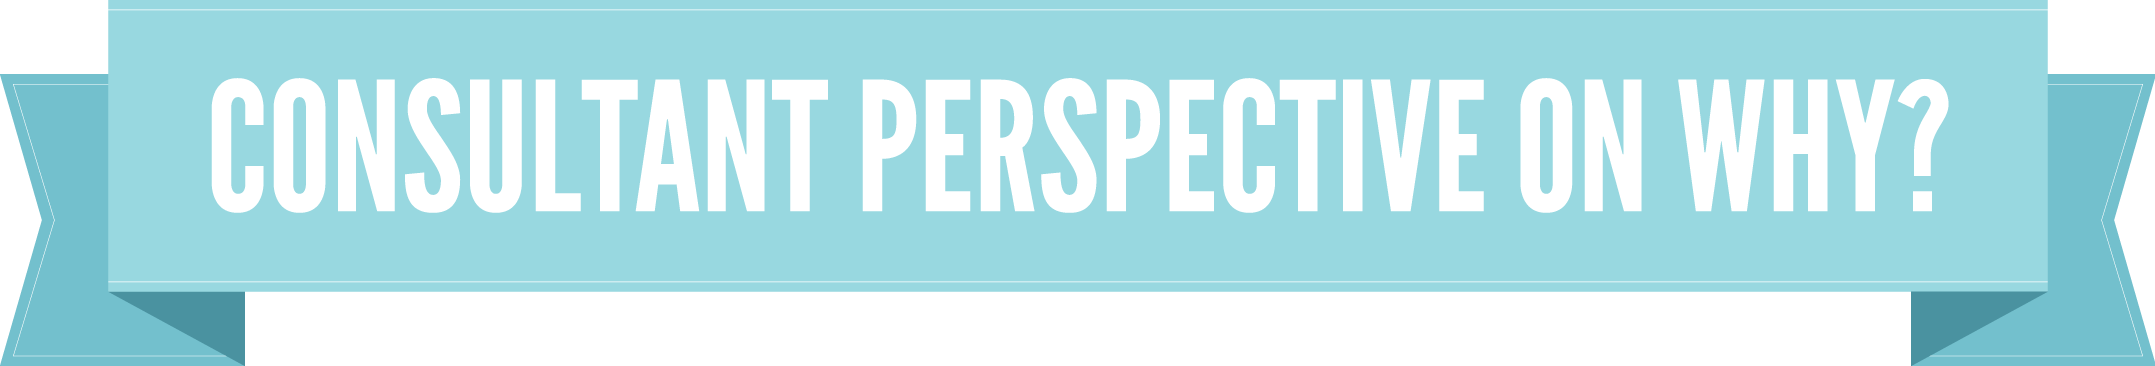 CONSULTANT PERSPECTIVE ON WHY?